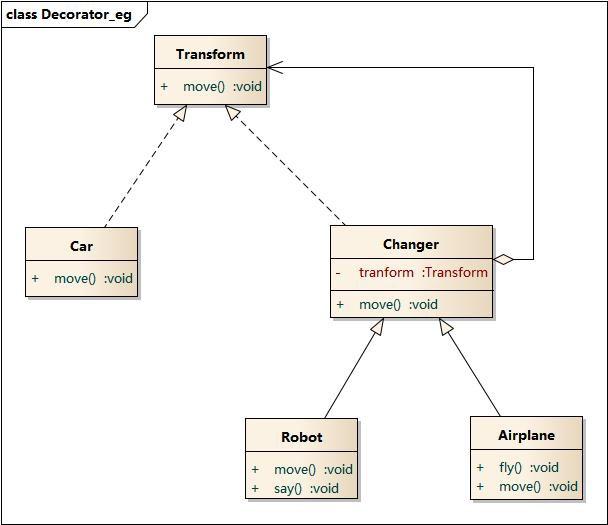 class Decorator_eg
Transform
+ move() :void
Car
+ move() :void
Changer
- tranform :Transform
+ move() :void
Robot
+ move() :void
+ say() :void
Airplane
+ fly() :void
+ move() :void